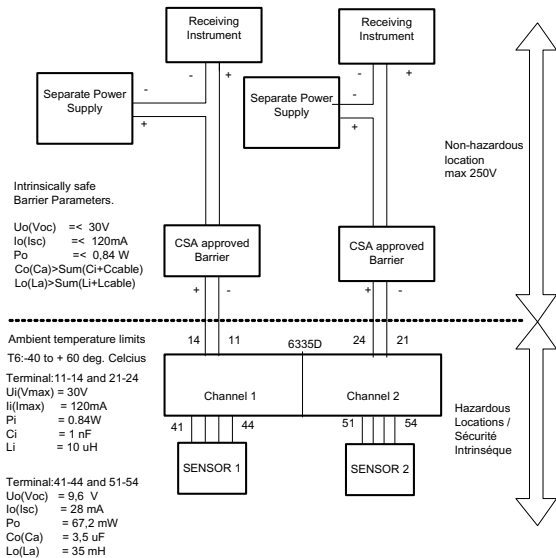 Receiving
Instrument
Receiving
Instrument
- +
- +
Separate Power
Supply
-
+
Separate Power
Supply
-
+
Non-hazardous
location
max 250V
Intrinsically safe
Barrier Parameters.
Uo(Voc) =< 30V
Io(Isc) =< 120mA
Po =< 0,84 W
Co(Ca)>Sum(Ci+Ccable)
Lo(La)>Sum(Li+Lcable)
CSA approved
Barrier
CSA approved
Barrier
+ -
+ -
Ambient temperature limits
T6:-40 to + 60 deg. Celcius
14 11 6335D 24 21
Terminal:11-14 and 21-24
Ui(Vmax) = 30V
Ii(Imax) = 120mA
Pi = 0.84W
Ci = 1 nF
Li = 10 uH
Channel 1 Channel 2
41 44 51 54
SENSOR 1
SENSOR 2
Hazardous
Locations /
Sécurité
Intrinséque
Terminal:41-44 and 51-54
Uo(Voc) = 9,6 V
Io(Isc) = 28 mA
Po = 67,2 mW
Co(Ca) = 3,5 uF
Lo(La) = 35 mH